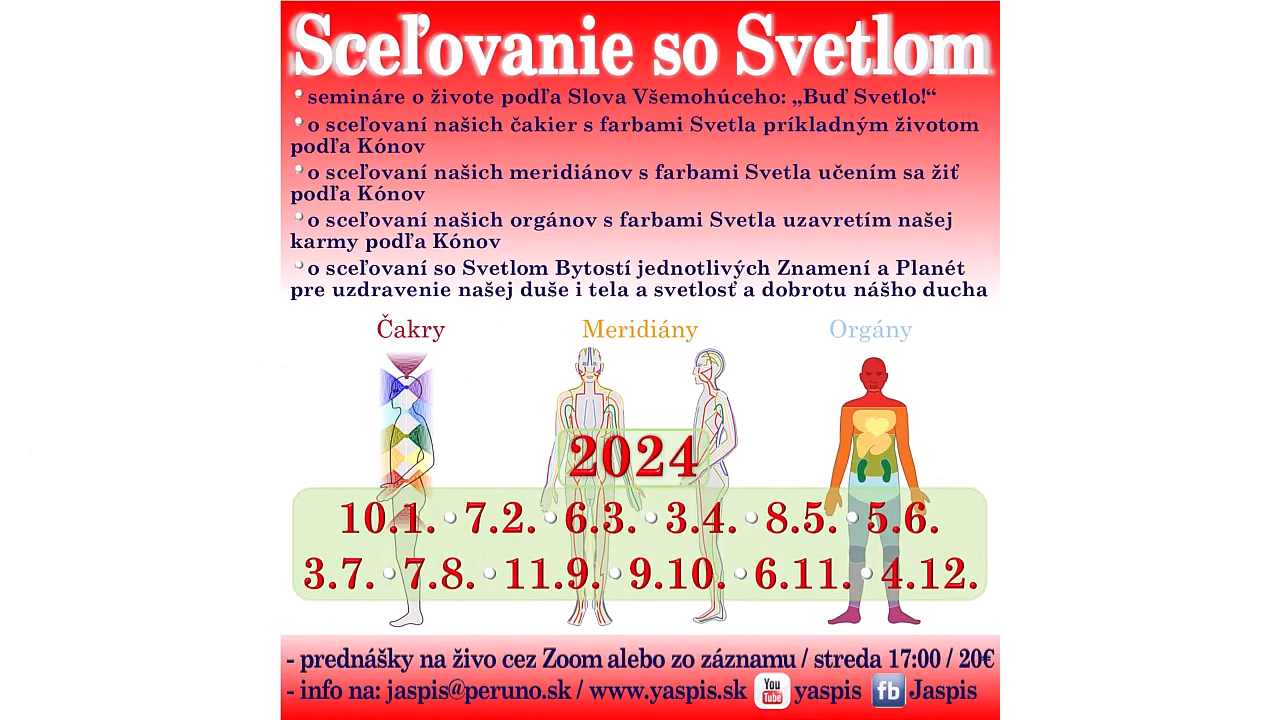 Sceľovanie so Svetlom
semináre o živote podľa Slova Všemohúceho: „Buď Svetlo!“
o sceľovaní našich čakier s farbami Svetla príkladným životom
podľa Kónov
o sceľovaní našich meridiánov s farbami Svetla učením sa žiť
podľa Kónov
o sceľovaní našich orgánov s farbami Svetla uzavretím našej
karmy podľa Kónov
o sceľovaní so Svetlom Bytostí jednotlivých Znamení a Planét
pre uzdravenie našej duše i tela a svetlosť a dobrotu nášho ducha
Čakry Meridiány Orgány
2024
10.1. • 7.2. • 6.3. • 3.4. • 8.5. • 5.6.
3.7. • 7.8. • 11.9. • 9.10. • 6.11. • 4.12.
- prednášky na živo cez Zoom alebo zo záznamu / streda 17:00 / 20€
- info na: jaspis@peruno.sk / www.yaspis.sk You Tube yaspis fb Jaspis